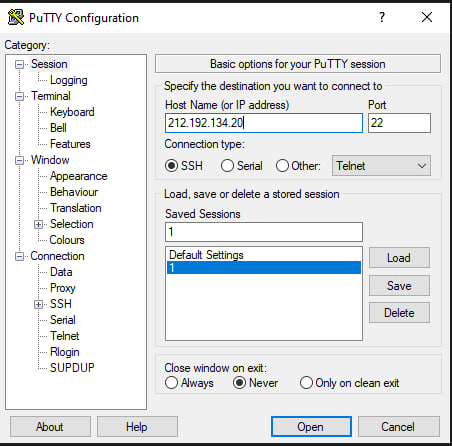 PuTTY Configuration
? ×
Category:
Session
Logging
Terminal
Keyboard
Bell
Features
Window
Appearance
Behaviour
Translation
Selection
Colours
Connection
Data
Proxy
SSH
Serial
Telnet
Rlogin
SUPDUP
Basic options for your PuTTY session
Specify the destination you want to connect to
Host Name (or IP address) Port
212.192.134.20 22
Connection type:
SSH Serial Other: Telnet
Load, save or delete a stored session
Saved Sessions
1
Default Settings
1
Load
Save
Delete
Close window on exit:
Always Never Only on clean exit
About Help Open Cancel